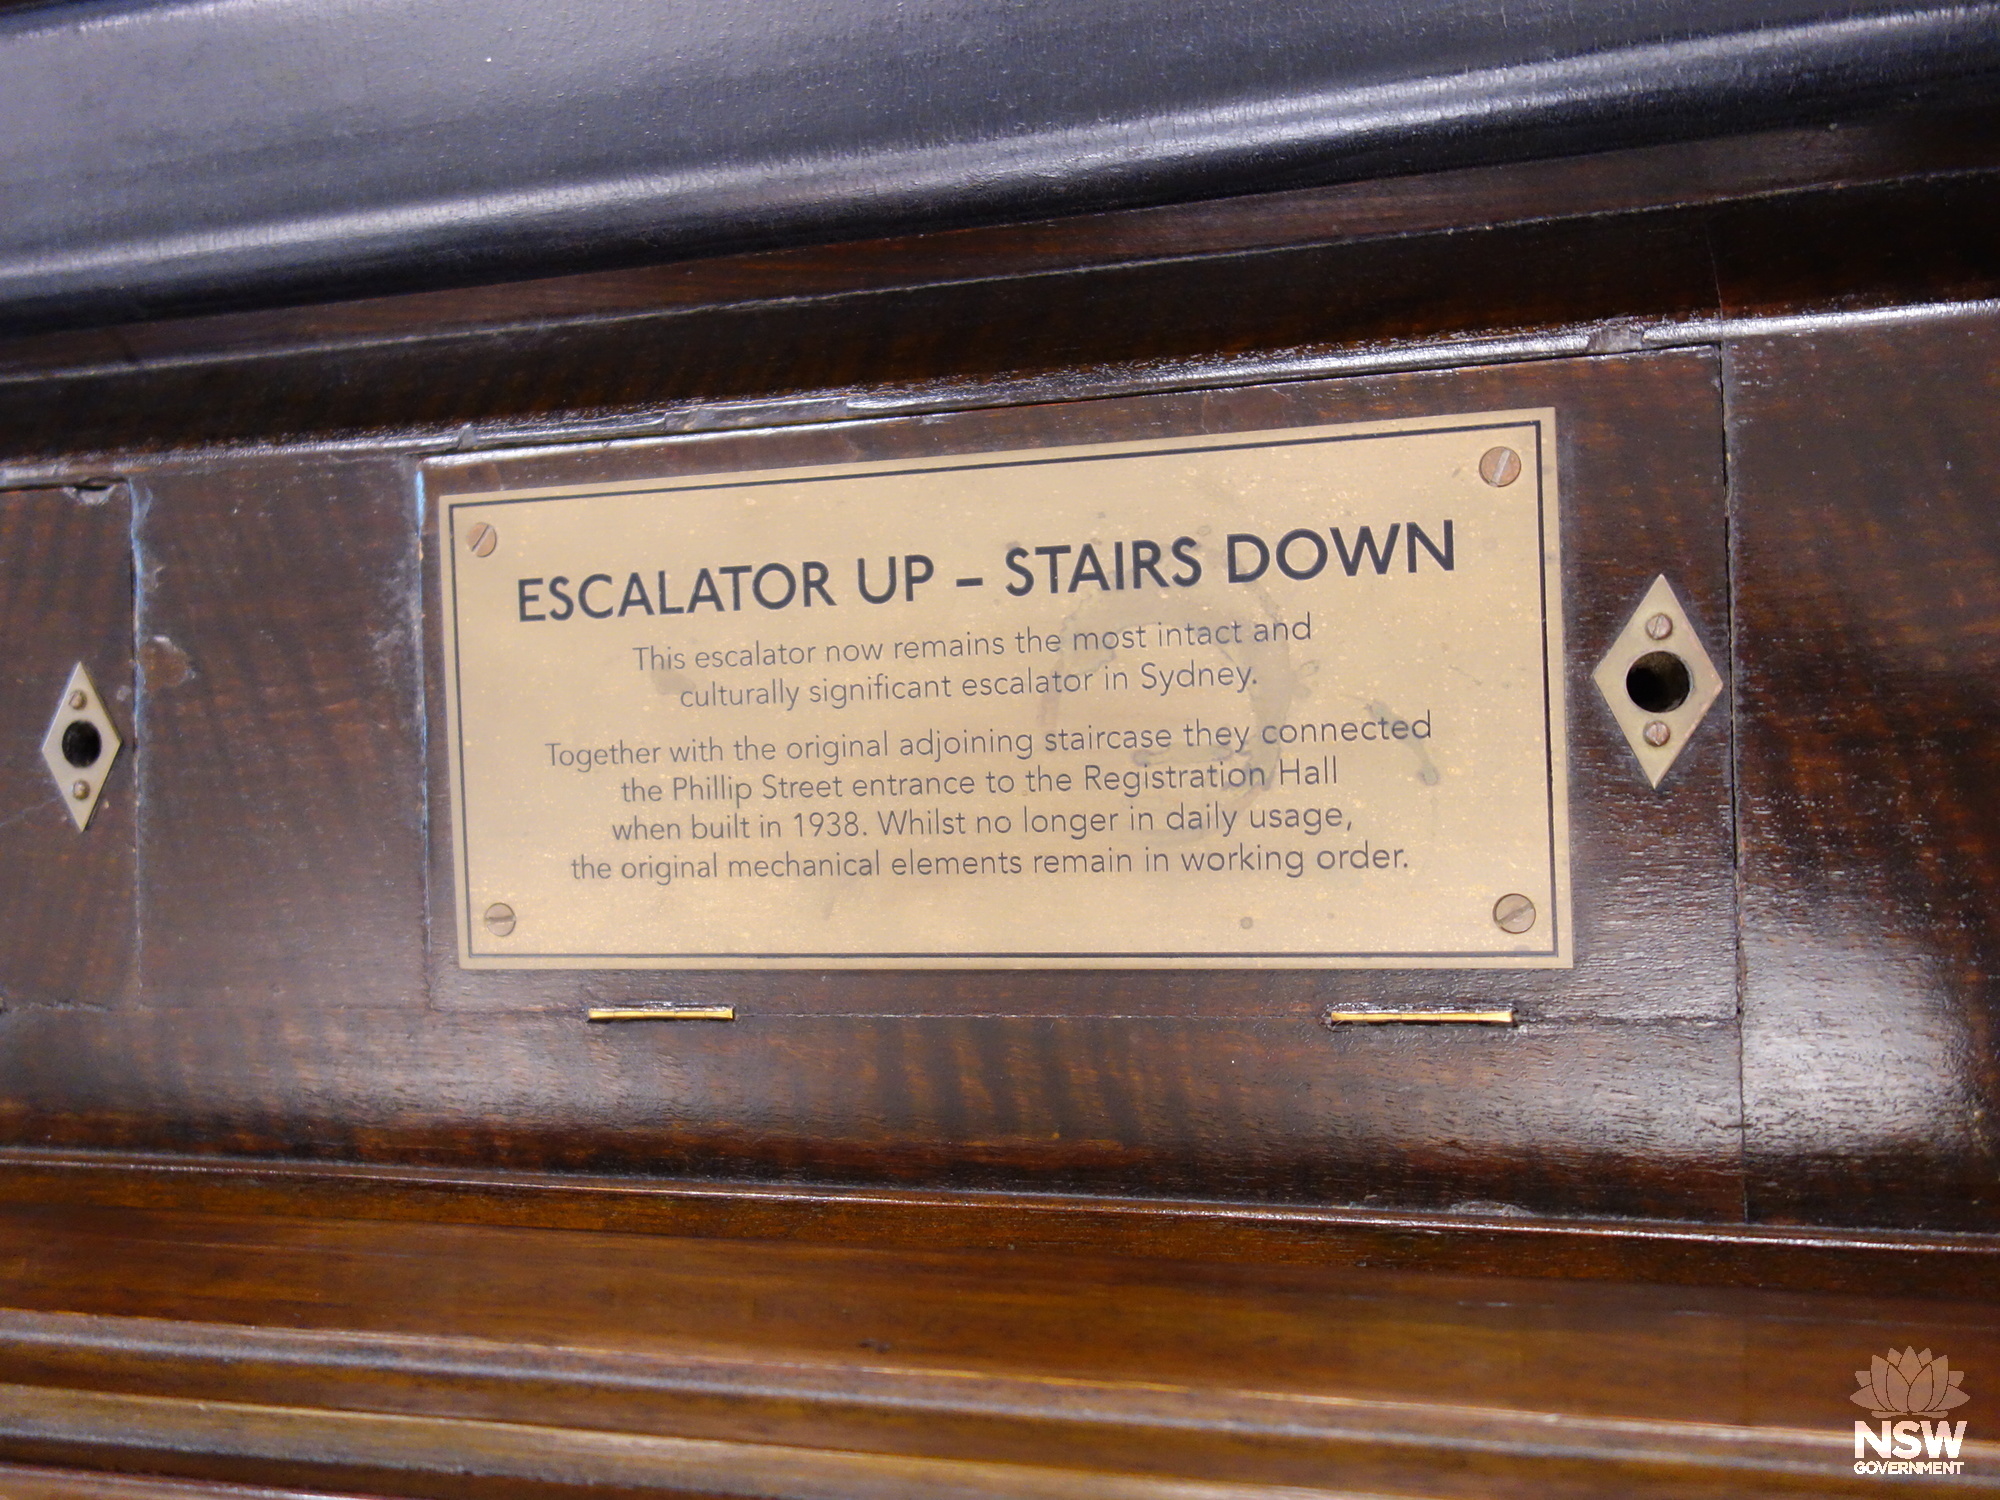 ESCALATOR UP – STAIRS DOWN
This escalator now remains the most intact and
culturally significant escalator in Sydney.
Together with the original adjoining staircase they connected
the Phillip Street entrance to the Registration Hall
when built in 1938. Whilst no longer in daily usage,
the original mechanical elements remain in working order.
NSW
GOVERNMENT